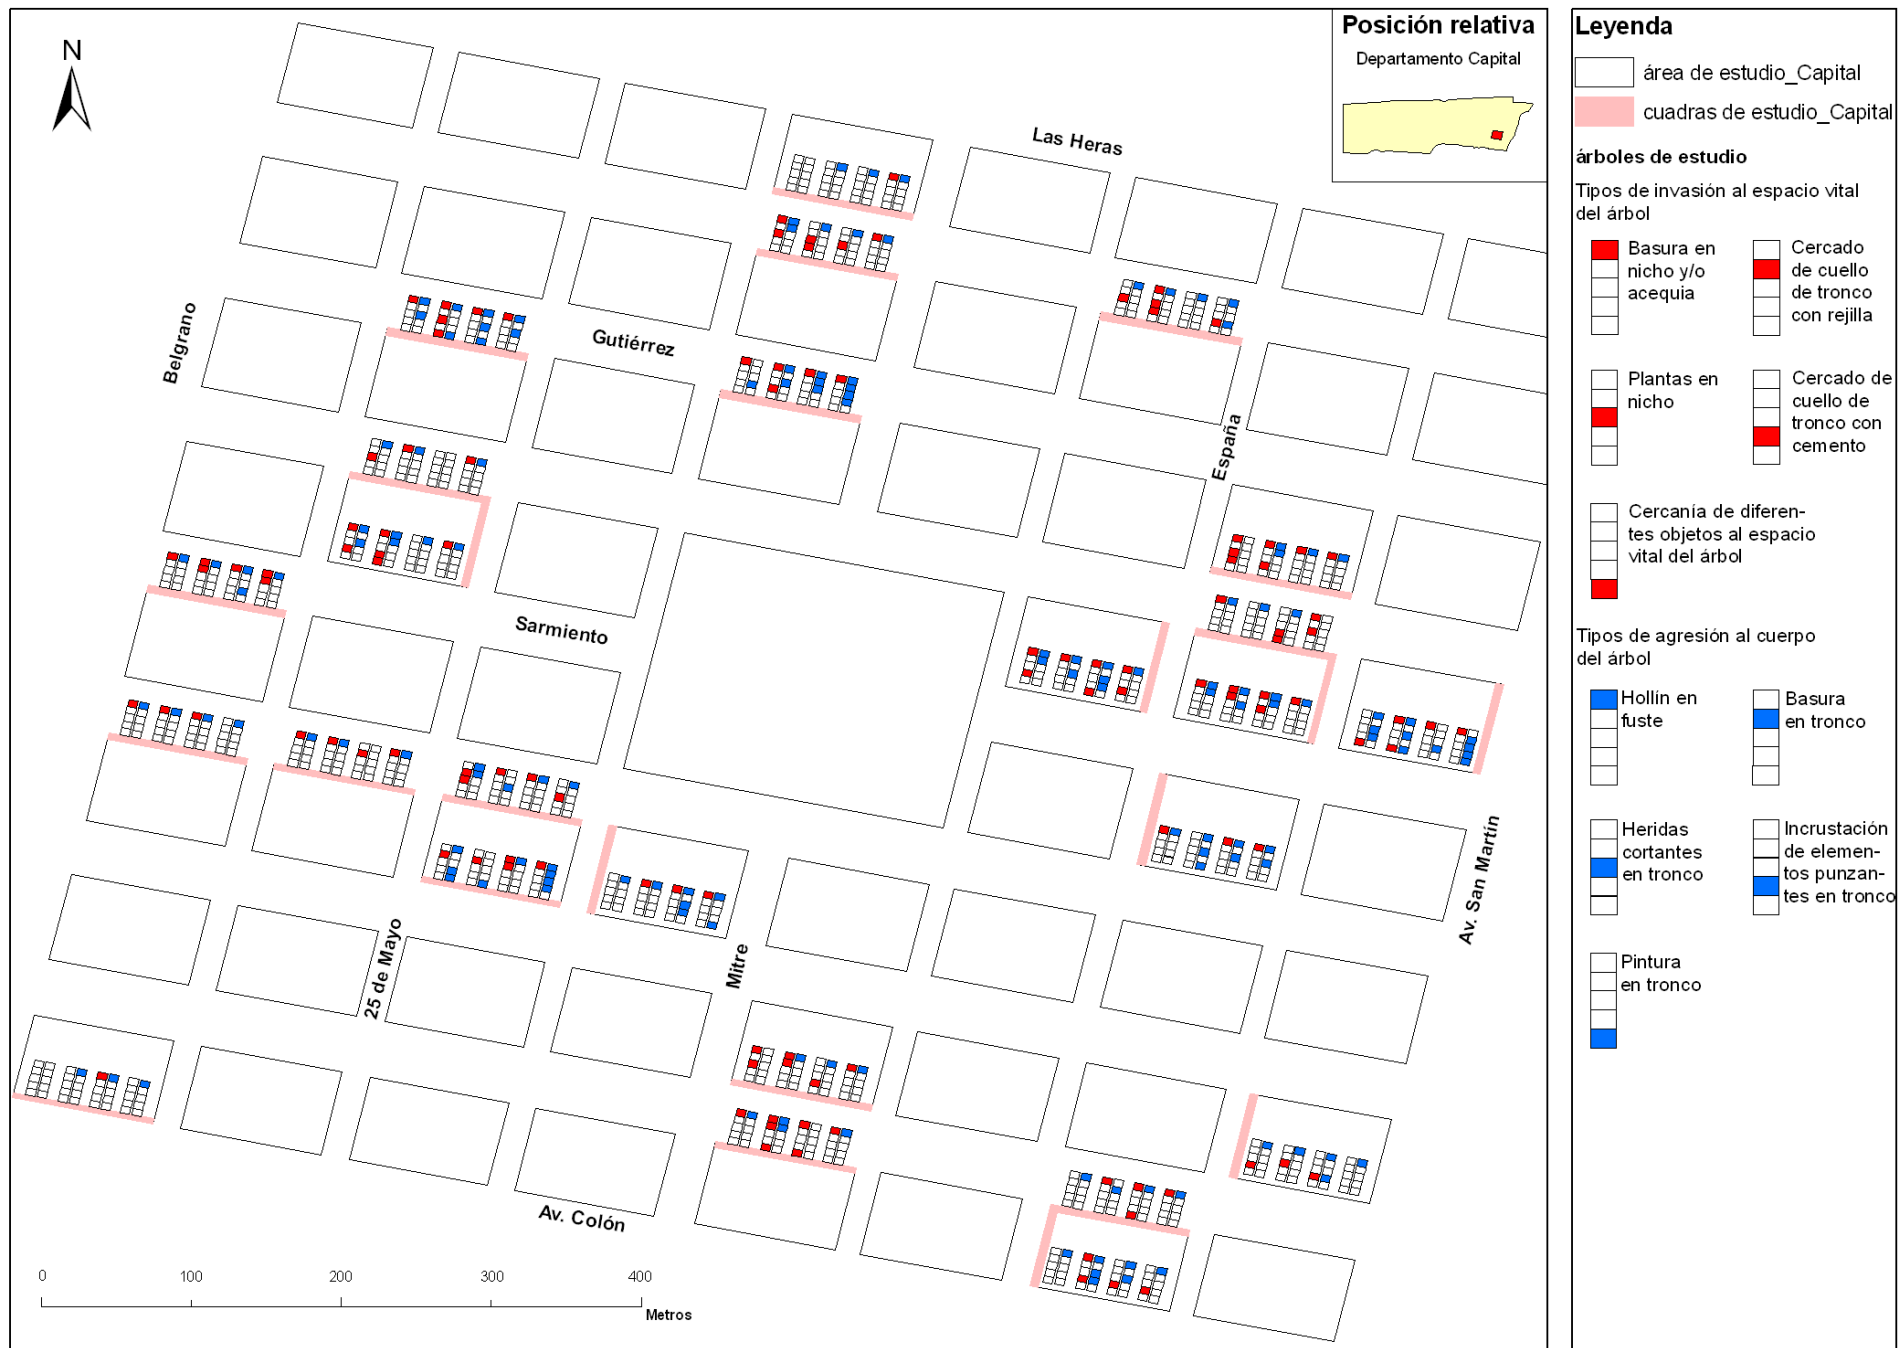 N
Posición relativa
Departamento Capital
Las Heras
Belgrano
Gutiérrez
España
Sarmiento
25 de Mayo
Mitre
Av. San Martín
Av. Colón
0 100 200 300 400
Metros
Leyenda
área de estudio_Capital
cuadras de estudio_Capital
árboles de estudio
Tipos de invasión al espacio vital
del árbol
Basura en
nicho y/o
acequia
Cercado
de cuello
de tronco
con rejilla
Plantas en
nicho
Cercado de
cuello de
tronco con
cemento
Cercanía de diferen-
tes objetos al espacio
vital del árbol
Tipos de agresión al cuerpo
del árbol
Hollín en
fuste
Basura
en tronco
Heridas
cortantes
en tronco
Incrustación
de elemen-
tos punzan-
tes en tronco
Pintura
en tronco